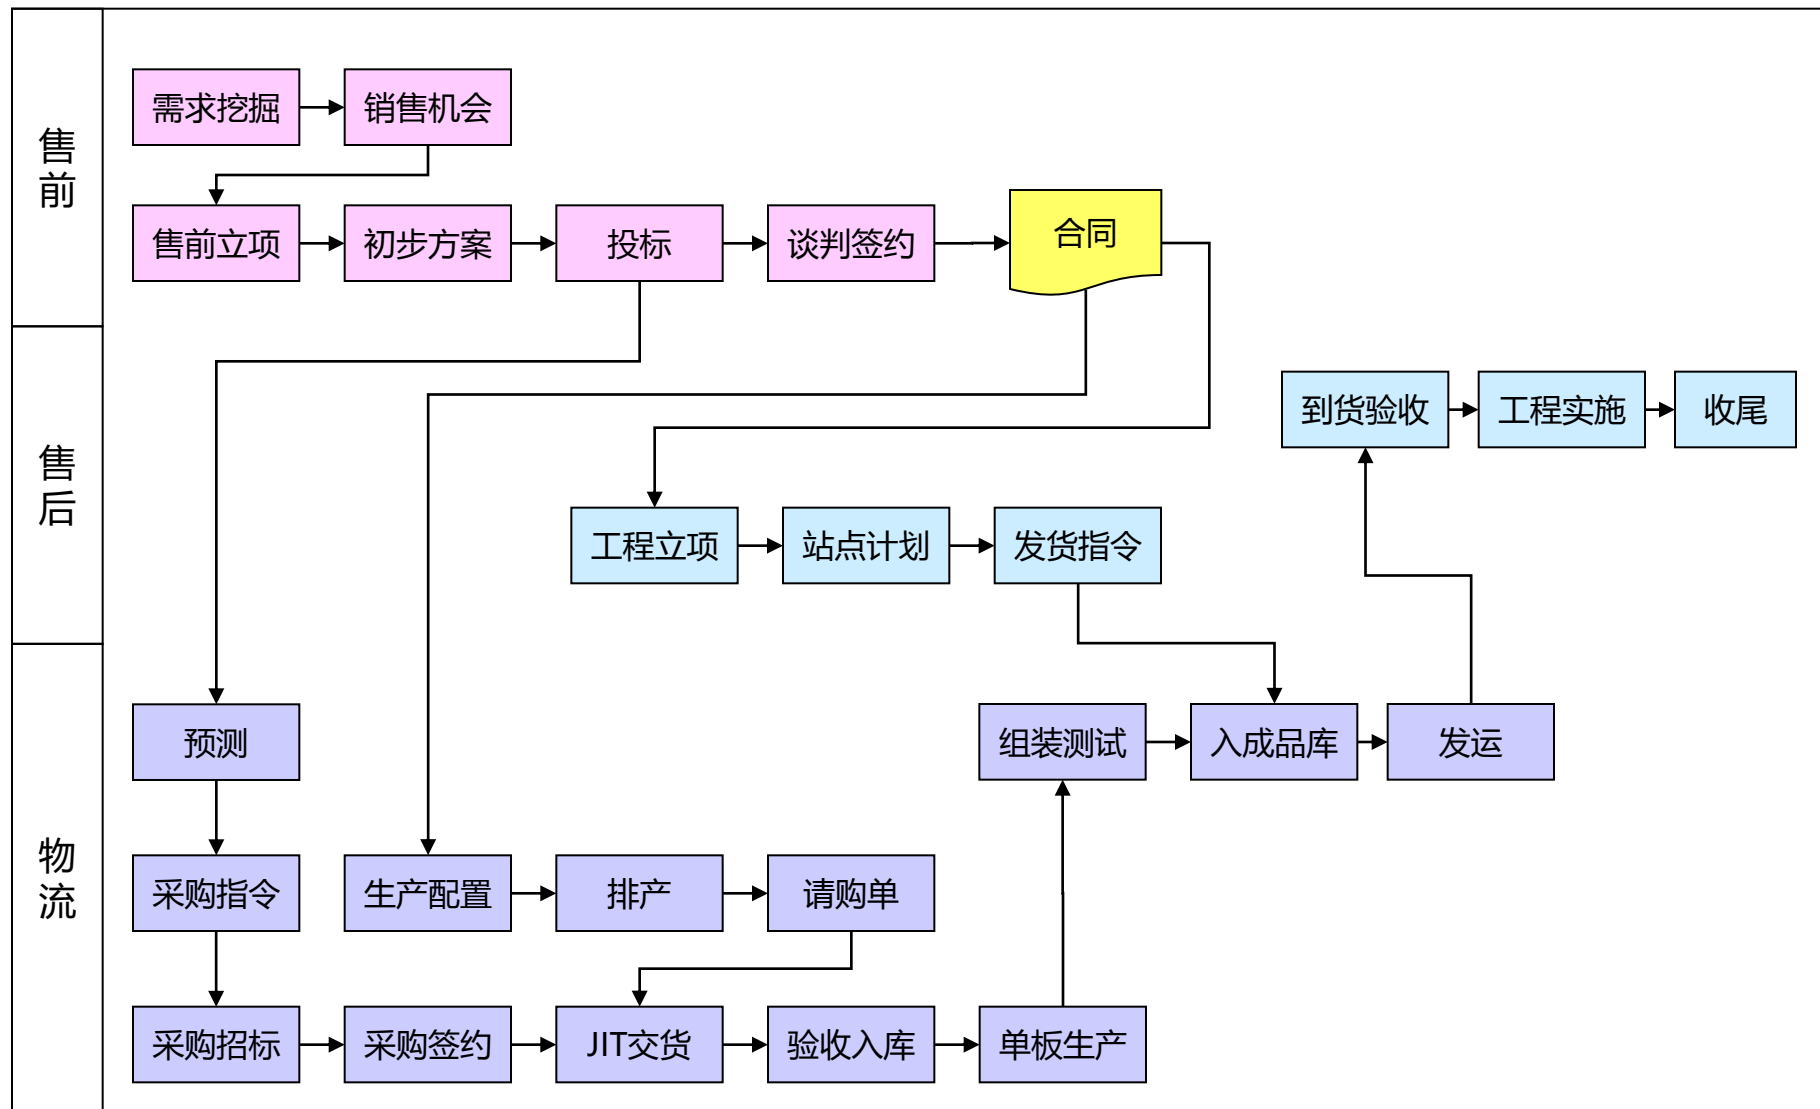 售前
需求挖掘
销售机会
售前立项
初步方案
投标
谈判签约
合同
售后
到货验收
工程实施
收尾
工程立项
站点计划
发货指令
物流
预测
组装测试
入成品库
发运
采购指令
生产配置
排产
请购单
采购招标
采购签约
JIT交货
验收入库
单板生产